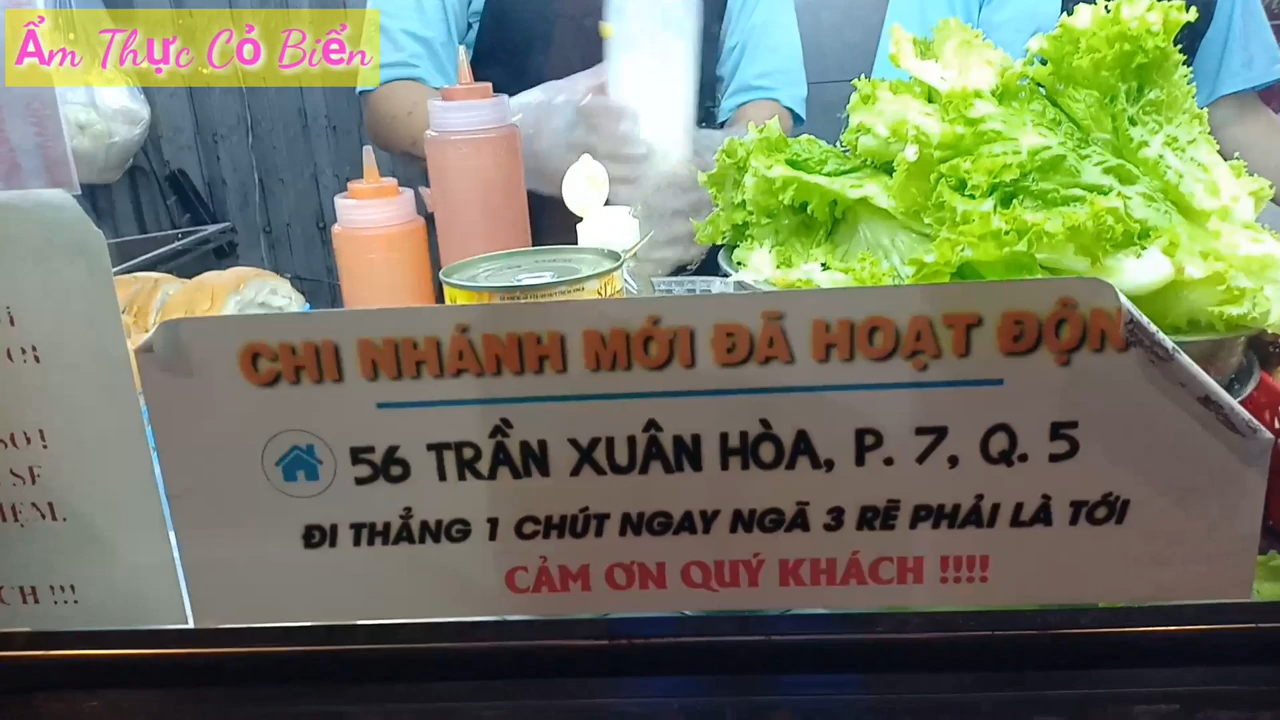 Ẩm Thực Cỏ Biển
CHI NHÁNH MỚI ĐÃ HOẠT ĐỘN
56 TRẦN XUÂN HÒA, P. 7, Q. 5
ĐI THẲNG 1 CHÚT NGAY NGÃ 3 RẼ PHẢI LÀ TỚI
CẢM ƠN QUÝ KHÁCH !!!!